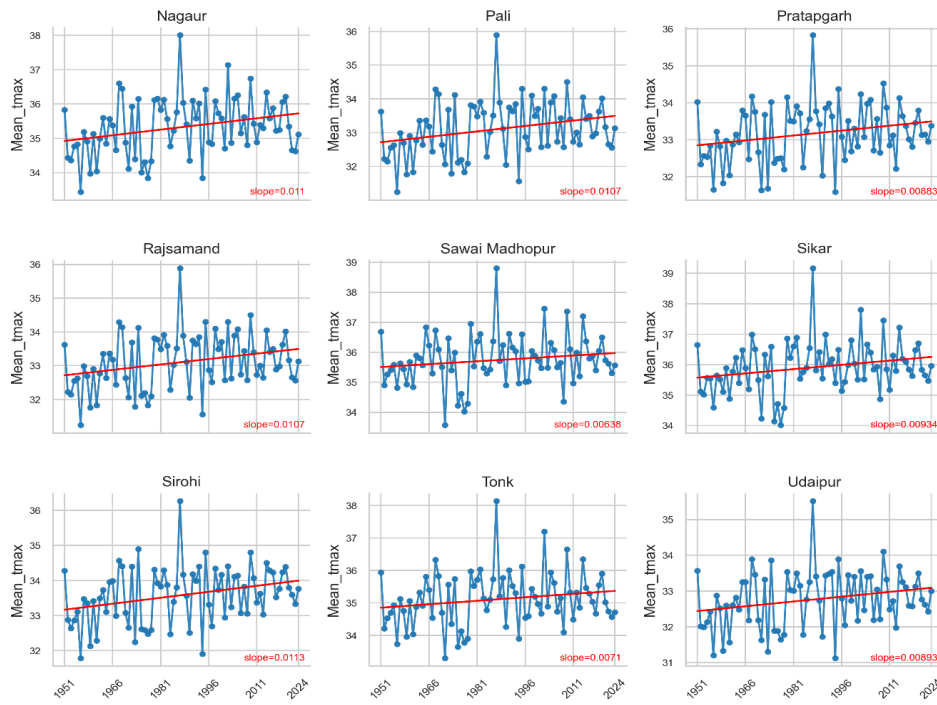 Nagaur
Pali
Pratapgarh
Mean_tmax
38
37
36
35
34
slope=0.011
Mean_tmax
36
35
34
33
32
slope=0.0107
Mean_tmax
36
35
34
33
32
slope=0.00883
Rajsamand
Sawai Madhopur
Sikar
Mean_tmax
36
35
34
33
32
slope=0.0107
Mean_tmax
39
38
37
36
35
34
slope=0.00638
Mean_tmax
39
38
37
36
35
34
slope=0.00934
Sirohi
Tonk
Udaipur
Mean_tmax
36
35
34
33
32
slope=0.0113
1951
1966
1981
1996
2011
2024
Mean_tmax
38
37
36
35
34
slope=0.0071
1951
1966
1981
1996
2011
2024
Mean_tmax
35
34
33
32
31
slope=0.00893
1951
1966
1981
1996
2011
2024